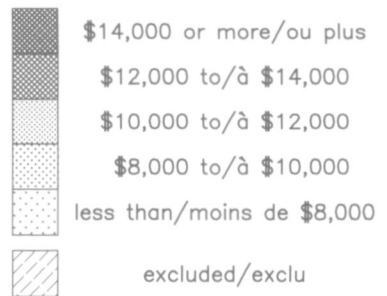 $14,000 or more/ou plus
$12,000 to/à $14,000
$10,000 to/à $12,000
$8,000 to/à $10,000
less than/moins de $8,000
excluded/exclu